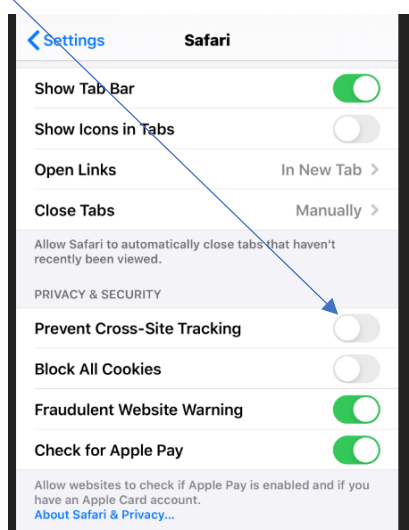 Settings Safari
Show Tab Bar
Show Icons in Tabs
Open Links In New Tab
Close Tabs Manually
Allow Safari to automatically close tabs that haven't
recently been viewed.
PRIVACY & SECURITY
Prevent Cross-Site Tracking
Block All Cookies
Fraudulent Website Warning
Check for Apple Pay
Allow websites to check if Apple Pay is enabled and if you
have an Apple Card account.
About Safari & Privacy...